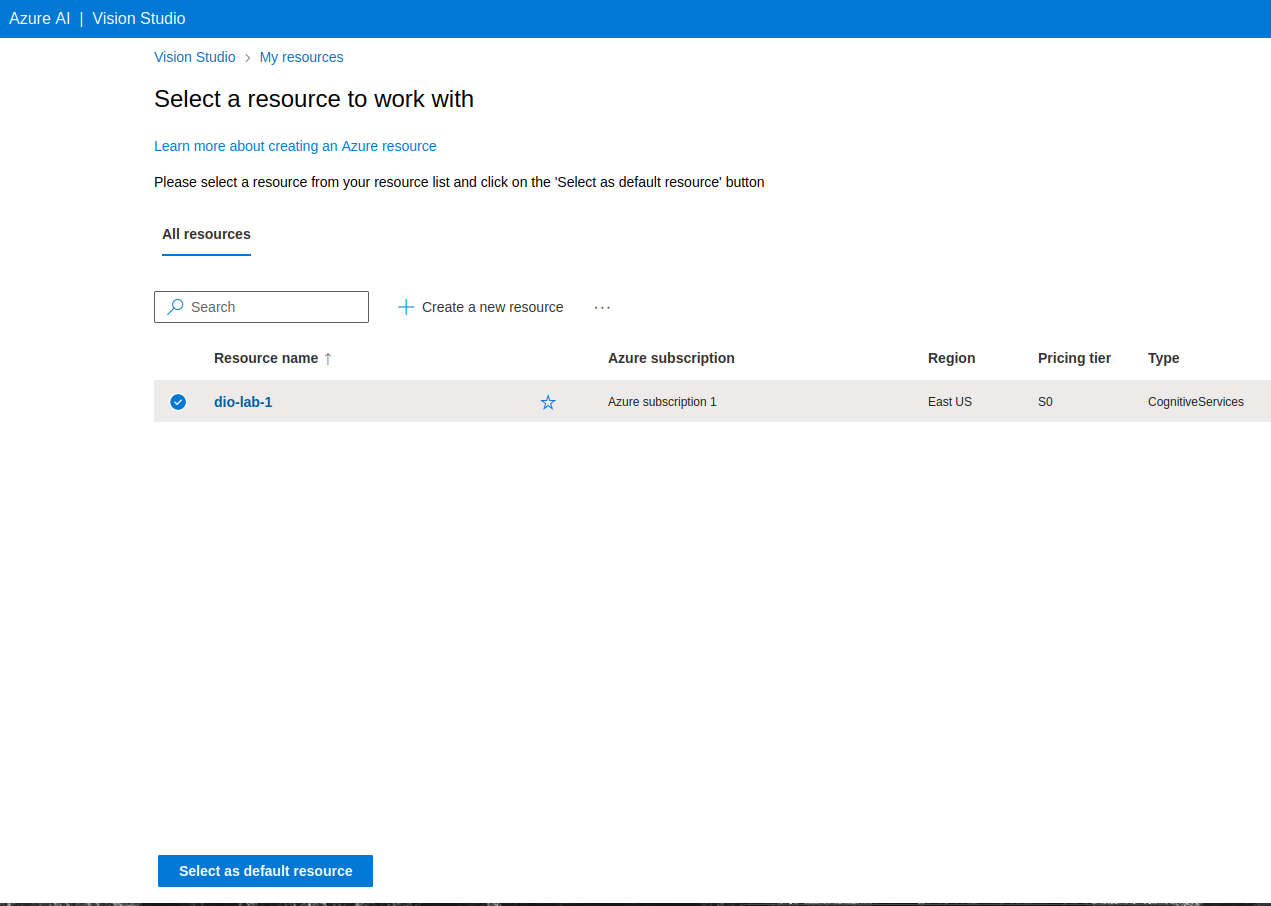 Azure AI | Vision Studio
Vision Studio > My resources
Select a resource to work with
Learn more about creating an Azure resource
Please select a resource from your resource list and click on the 'Select as default resource' button
All resources
Search Create a new resource ...
Resource name ↑ Azure subscription Region Pricing tier Type
dio-lab-1 Azure subscription 1 East US S0 CognitiveServices
Select as default resource